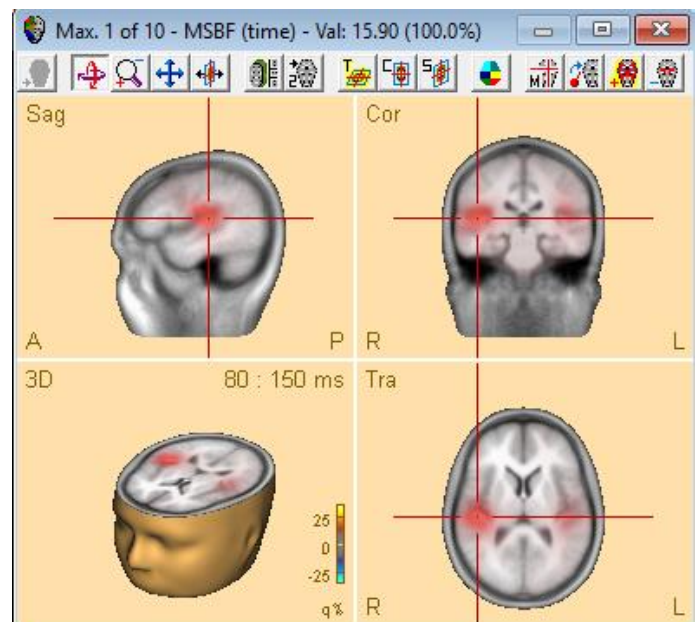 Max. 1 of 10 - MSBF (time) - Val: 15.90 (100.0%)
T C S M
2
Sag
Cor
A P
R L
3D 80 : 150 ms
Tra
25
0
-25
q%
R L